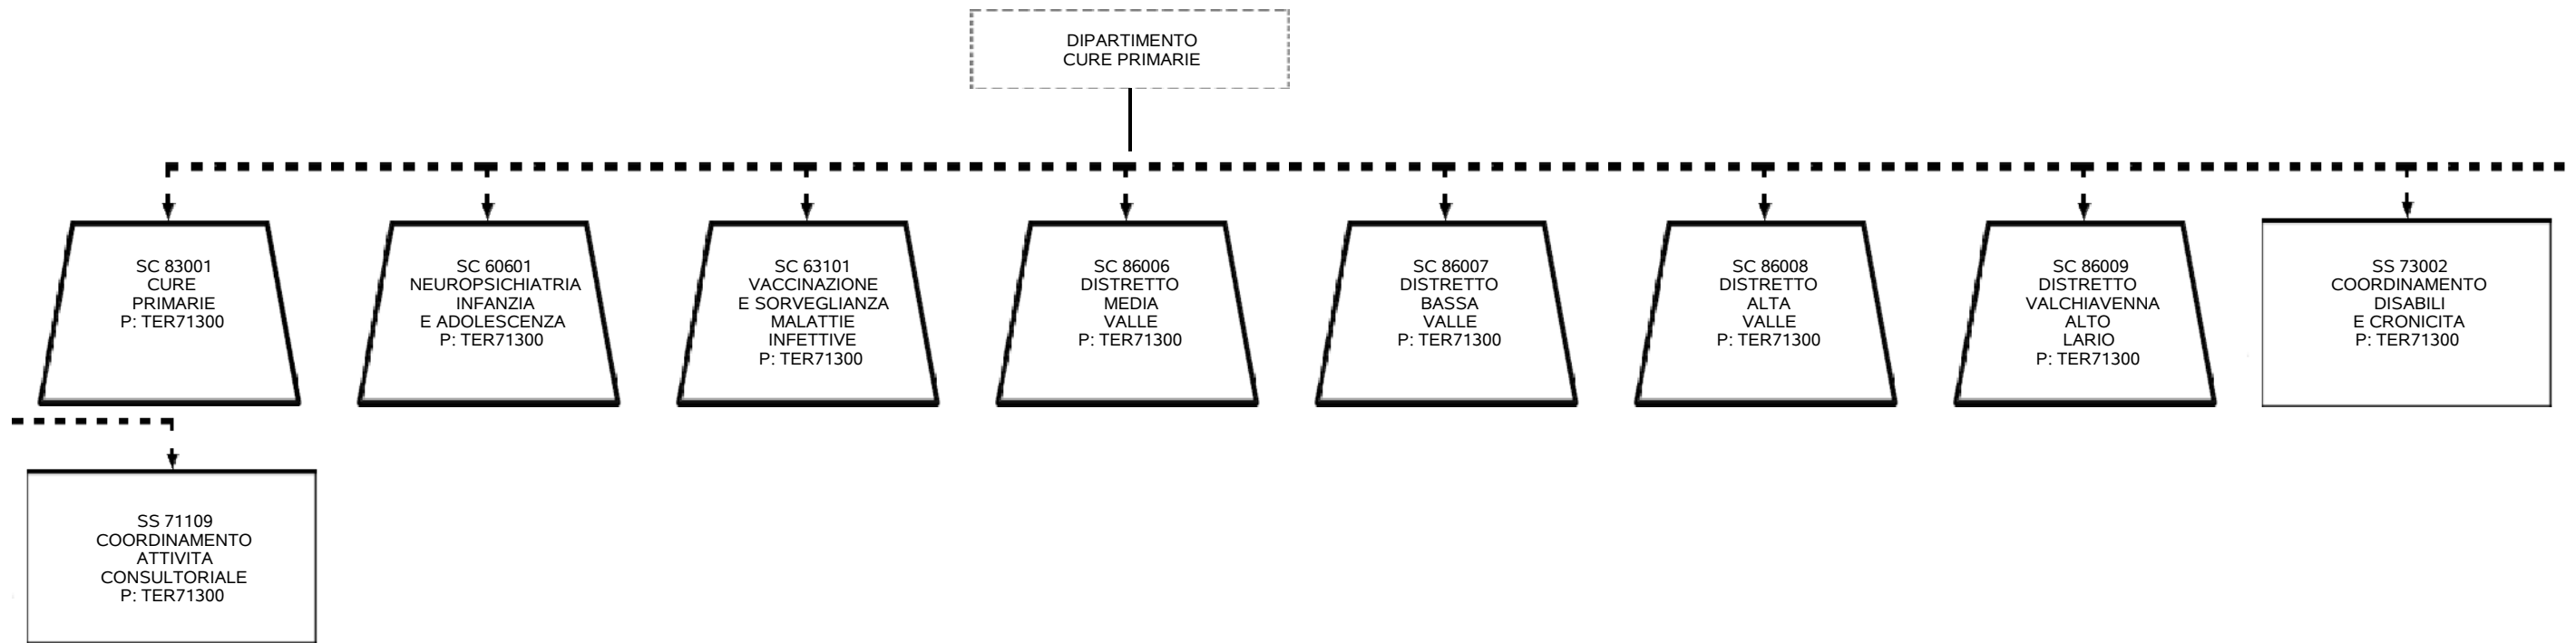 DIPARTIMENTO
CURE PRIMARIE
SC 83001
CURE
PRIMARIE
P: TER71300
SC 60601
NEUROPSICHIATRIA
INFANZIA
E ADOLESCENZA
P: TER71300
SC 63101
VACCINAZIONE
E SORVEGLIANZA
MALATTIE
INFETTIVE
P: TER71300
SC 86006
DISTRETTO
MEDIA
VALLE
P: TER71300
SC 86007
DISTRETTO
BASSA
VALLE
P: TER71300
SC 86008
DISTRETTO
ALTA
VALLE
P: TER71300
SC 86009
DISTRETTO
VALCHIAVENNA
ALTO
LARIO
P: TER71300
SS 73002
COORDINAMENTO
DISABILI
E CRONICITA
P: TER71300
SS 71109
COORDINAMENTO
ATTIVITA
CONSULTORIALE
P: TER71300